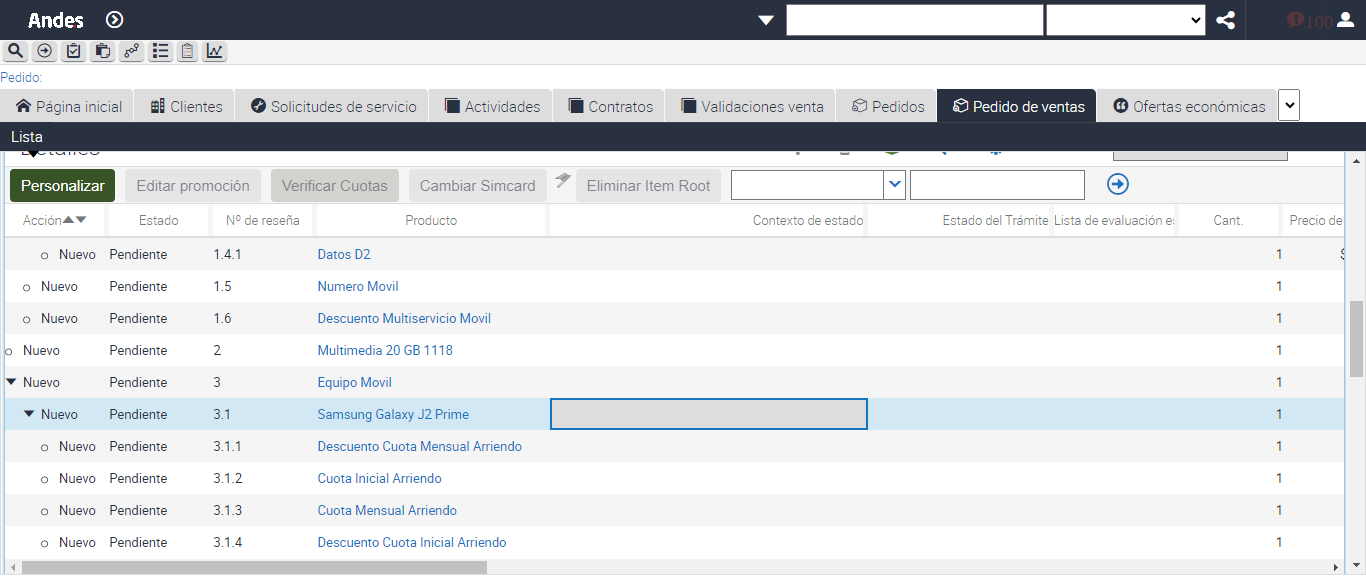 Andes
100
Pedido:
Página inicial Clientes Solicitudes de servicio Actividades Contratos Validaciones venta Pedidos Pedido de ventas Ofertas económicas
Lista
Personalizar Editar promoción Verificar Cuotas Cambiar Simcard Eliminar Item Root
Acción Estado Nº de reseña Producto Contexto de estado Estado del Trámite Lista de evaluación es Cant. Precio de
Nuevo Pendiente 1.4.1 Datos D2 1 $
Nuevo Pendiente 1.5 Numero Movil 1
Nuevo Pendiente 1.6 Descuento Multiservicio Movil 1
Nuevo Pendiente 2 Multimedia 20 GB 1118 1
Nuevo Pendiente 3 Equipo Movil 1
Nuevo Pendiente 3.1 Samsung Galaxy J2 Prime 1
Nuevo Pendiente 3.1.1 Descuento Cuota Mensual Arriendo 1
Nuevo Pendiente 3.1.2 Cuota Inicial Arriendo 1
Nuevo Pendiente 3.1.3 Cuota Mensual Arriendo 1
Nuevo Pendiente 3.1.4 Descuento Cuota Inicial Arriendo 1